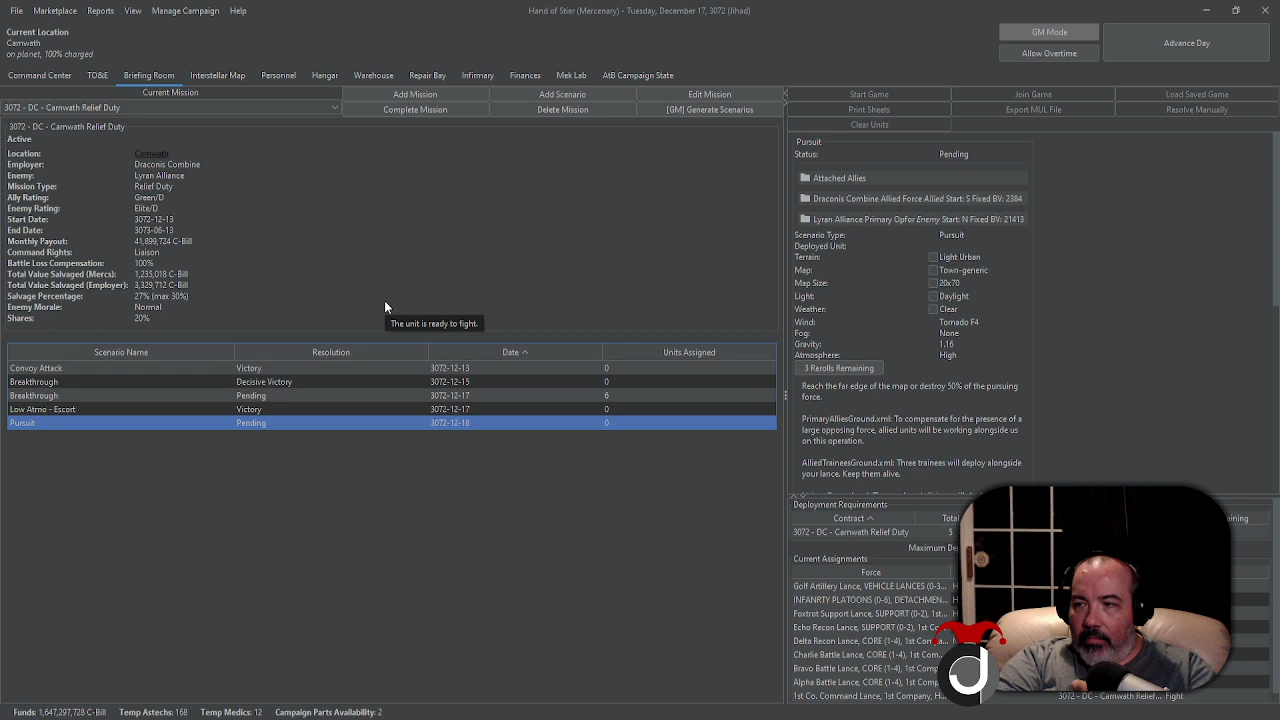 File Marketplace Reports View Manage Campaign Help Hand of Stier (Mercenary) - Tuesday, December 17, 3072 (Jihad)
Current Location
Carnwath
on planet, 100% charged
GM Mode
Allow Overtime
Advance Day
Command Center TO&E Briefing Room Interstellar Map Personnel Hangar Warehouse Repair Bay Infirmary Finances Mek Lab AtB Campaign State
Current Mission
3072 - DC - Carnwath Relief Duty
Add Mission Add Scenario Edit Mission
Complete Mission Delete Mission [GM] Generate Scenarios
Start Game Join Game Load Saved Game
Print Sheets Export MUL File Resolve Manually
Clear Units
3072 - DC - Carnwath Relief Duty
Active
Location: Carnwath
Employer: Draconis Combine
Enemy: Lyran Alliance
Mission Type: Relief Duty
Ally Rating: Green/D
Enemy Rating: Elite/D
Start Date: 3072-12-13
End Date: 3073-06-13
Monthly Payout: 41,899,724 C-Bill
Command Rights: Liaison
Battle Loss Compensation: 100%
Total Value Salvaged (Mercs): 1,235,018 C-Bill
Total Value Salvaged (Employer): 3,329,712 C-Bill
Salvage Percentage: 27% (max 30%)
Enemy Morale: Normal
Shares: 20%
The unit is ready to fight.
Scenario Name Resolution Date Units Assigned
Convoy Attack Victory 3072-12-13 0
Breakthrough Decisive Victory 3072-12-15 0
Breakthrough Pending 3072-12-17 6
Low Atmo - Escort Victory 3072-12-17 0
Pursuit Pending 3072-12-18 0
Pursuit
Status: Pending
Attached Allies
Draconis Combine Allied Force Allied Start: S Fixed BV: 2384
Lyran Alliance Primary Opfor Enemy Start: N Fixed BV: 21413
Scenario Type: Pursuit
Deployed Unit:
Terrain: Light Urban
Map: Town-generic
Map Size: 20x70
Light: Daylight
Weather: Clear
Wind: Tornado F4
Fog: None
Gravity: 1.16
Atmosphere: High
3 Rerolls Remaining
Reach the far edge of the map or destroy 50% of the pursuing
force.
PrimaryAlliesGround.xml: To compensate for the presence of a
large opposing force, allied units will be working alongside us
on this operation.
AlliedTraineesGround.xml: Three trainees will deploy alongside
your lance. Keep them alive.
Deployment Requirements
Contract Total
3072 - DC - Carnwath Relief Duty 5
Maximum
Current Assignments
Force
Golf Artillery Lance, VEHICLE LANCES (0-3...
INFANRTY PLATOONS (0-6), DETACHMEN...
Foxtrot Support Lance, SUPPORT (0-2), 1st...
Echo Recon Lance, SUPPORT (0-2), 1st Co...
Delta Recon Lance, CORE (1-4), 1st Comp...
Charlie Battle Lance, CORE (1-4), 1st Com...
Bravo Battle Lance, CORE (1-4), 1st Com...
Alpha Battle Lance, CORE (1-4), 1st Com...
1st Co. Command Lance, 1st Company, H... 3072 - DC - Carnwath Relief... Fight
Funds: 1,647,297,728 C-Bill Temp Astechs: 168 Temp Medics: 12 Campaign Parts Availability: 2